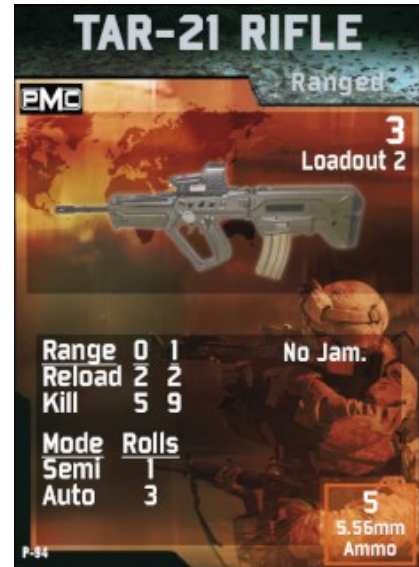 TAR-21 RIFLE
Ranged
PMC
3
Loadout 2
Range 0 1
Reload 2 2
Kill 5 9
No Jam.
Mode Rolls
Semi 1
Auto 3
5
5.56mm
Ammo
P-94